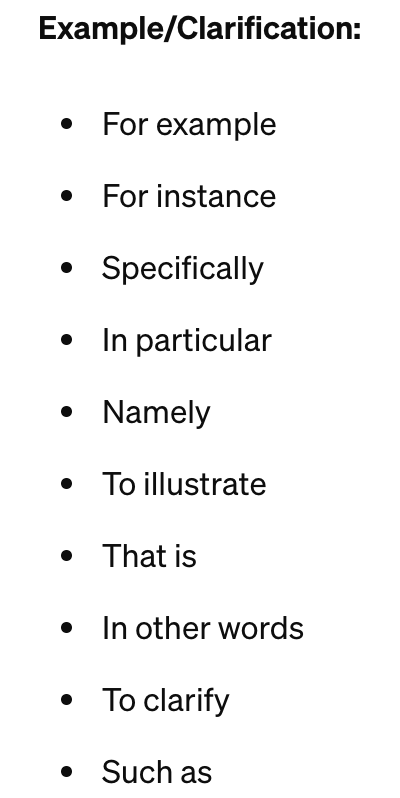 Example/Clarification:
• For example
• For instance
• Specifically
• In particular
• Namely
• To illustrate
• That is
• In other words
• To clarify
• Such as